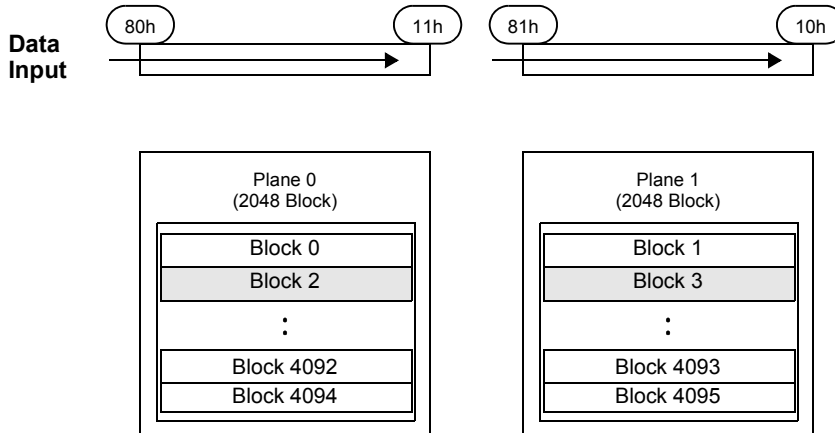 80h 11h 81h 10h
Data
Input
Plane 0
(2048 Block)
Block 0
Block 2
:
Block 4092
Block 4094
Plane 1
(2048 Block)
Block 1
Block 3
:
Block 4093
Block 4095